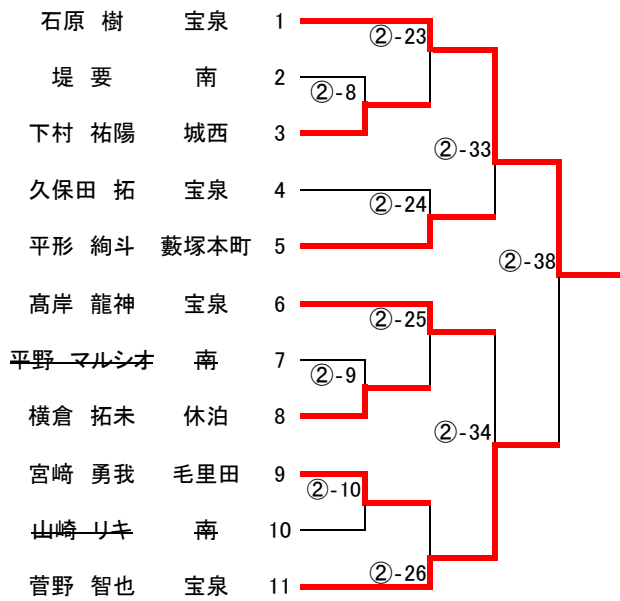 石原 樹 宝泉 1
②-23
堤 要 南 2
②-8
下村 祐陽 城西 3
②-33
久保田 拓 宝泉 4
②-24
平形 絢斗 藪塚本町 5
②-38
髙岸 龍神 宝泉 6
②-25
平野 マルシオ 南 7
②-9
横倉 拓未 休泊 8
②-34
宮﨑 勇我 毛里田 9
②-10
山崎 リキ 南 10
②-26
菅野 智也 宝泉 11